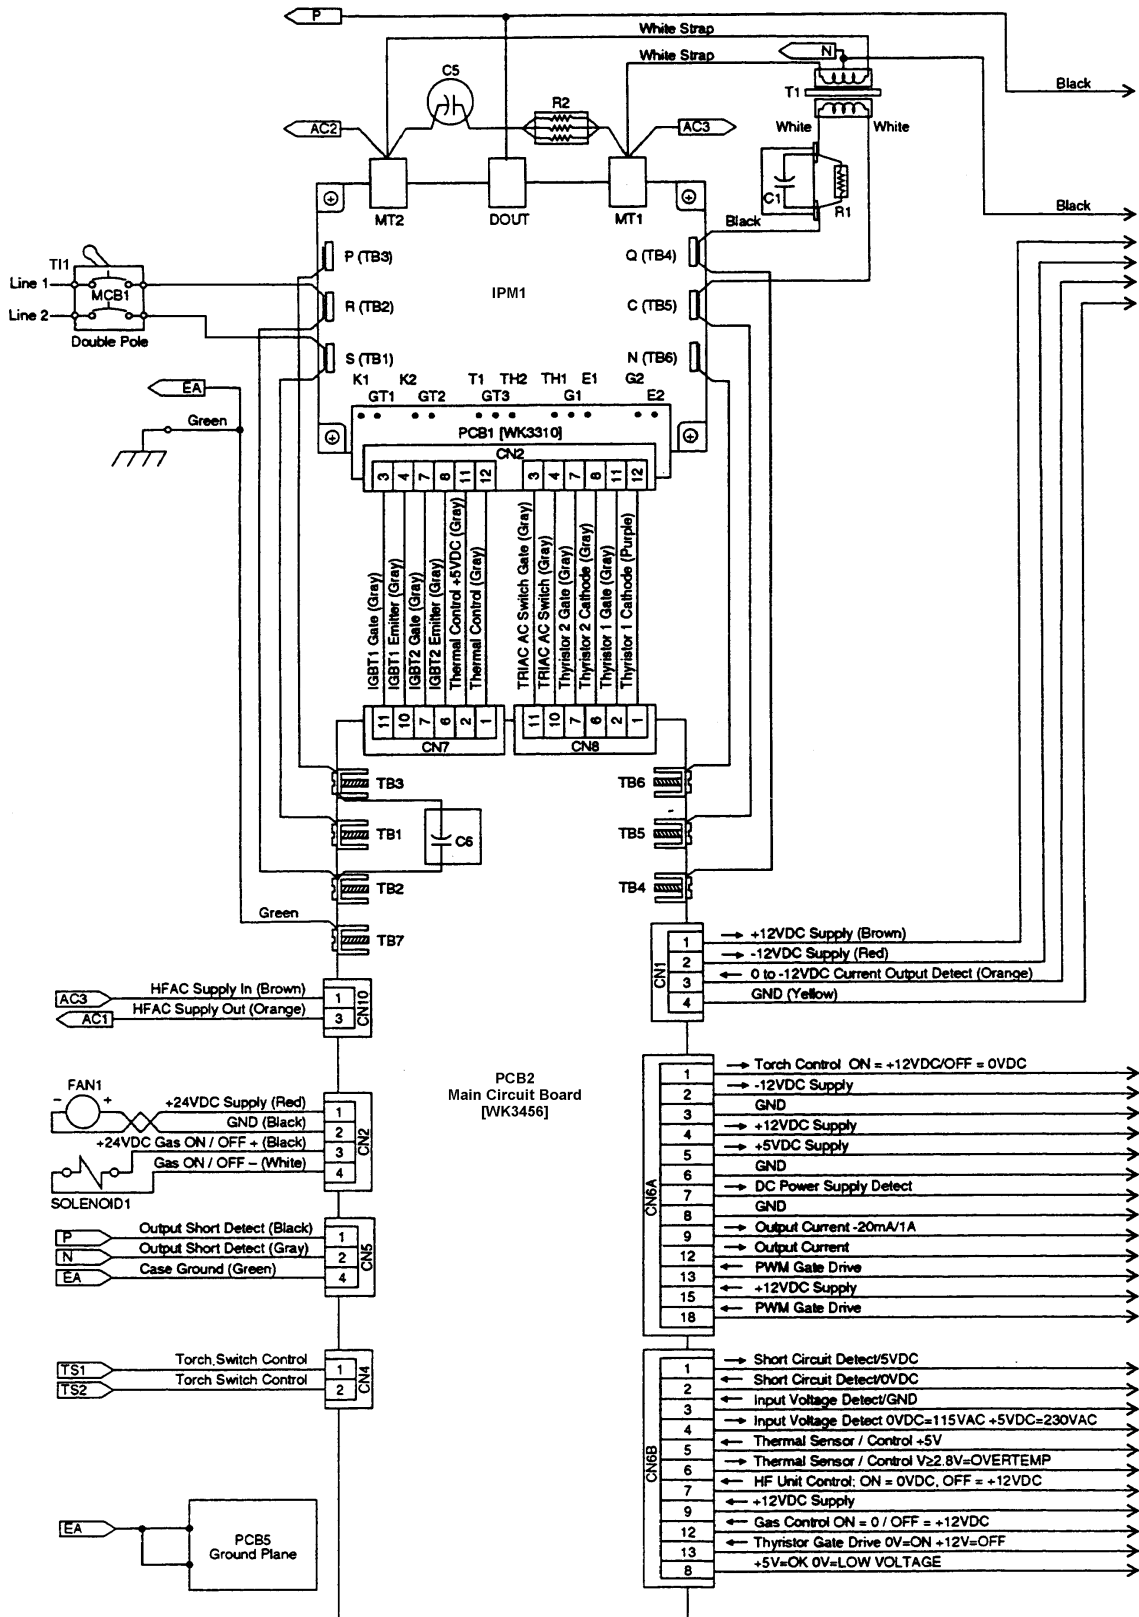 P
White Strap
N
White Strap
C5
T1
Black
R2
AC2
AC3
White
White
C1
R1
MT2
DOUT
MT1
Black
Black
P (TB3)
Q (TB4)
TI1
Line 1
MCB1
IPM1
R (TB2)
C (TB5)
Line 2
Double Pole
S (TB1)
N (TB6)
EA
K1
K2
T1
TH2
TH1
E1
G2
GT1
GT2
GT3
G1
E2
Green
PCB1 [WK3310]
CN2
3 4 7 8 11 12
3 4 7 8 11 12
IGBT1 Gate (Gray)
IGBT1 Emitter (Gray)
IGBT2 Gate (Gray)
IGBT2 Emitter (Gray)
Thermal Control +5VDC (Gray)
Thermal Control (Gray)
TRIAC AC Switch Gate (Gray)
TRIAC AC Switch (Gray)
Thyristor 2 Gate (Gray)
Thyristor 2 Cathode (Gray)
Thyristor 1 Gate (Gray)
Thyristor 1 Cathode (Purple)
11 10 7 6 2 1
11 10 7 6 2 1
CN7
CN8
TB3
TB6
TB1
C6
TB5
TB2
TB4
Green
TB7
CN1
1 +12VDC Supply (Brown)
2 -12VDC Supply (Red)
3 0 to -12VDC Current Output Detect (Orange)
4 GND (Yellow)
AC3 HFAC Supply In (Brown) 1
AC1 HFAC Supply Out (Orange) 3
CN10
PCB2
Main Circuit Board
[WK3456]
FAN1
- +
+24VDC Supply (Red) 1
GND (Black) 2
+24VDC Gas ON / OFF + (Black) 3
Gas ON / OFF – (White) 4
CN2
SOLENOID1
P Output Short Detect (Black) 1
N Output Short Detect (Gray) 2
EA Case Ground (Green) 4
CN5
TS1 Torch Switch Control 1
TS2 Torch Switch Control 2
CN4
EA
PCB5
Ground Plane
CN6A
1 Torch Control ON = +12VDC/OFF = 0VDC
2 -12VDC Supply
3 GND
4 +12VDC Supply
5 +5VDC Supply
6 GND
7 DC Power Supply Detect
8 GND
9 Output Current -20mA/1A
12 Output Current
13 PWM Gate Drive
15 +12VDC Supply
18 PWM Gate Drive
CN6B
1 Short Circuit Detect/5VDC
2 Short Circuit Detect/0VDC
3 Input Voltage Detect/GND
4 Input Voltage Detect 0VDC=115VAC +5VDC=230VAC
5 Thermal Sensor / Control +5V
6 Thermal Sensor / Control V≥2.8V=OVERTEMP
7 HF Unit Control: ON = 0VDC, OFF = +12VDC
9 +12VDC Supply
12 Gas Control ON = 0 / OFF = +12VDC
13 Thyristor Gate Drive 0V=ON +12V=OFF
8 +5V=OK 0V=LOW VOLTAGE